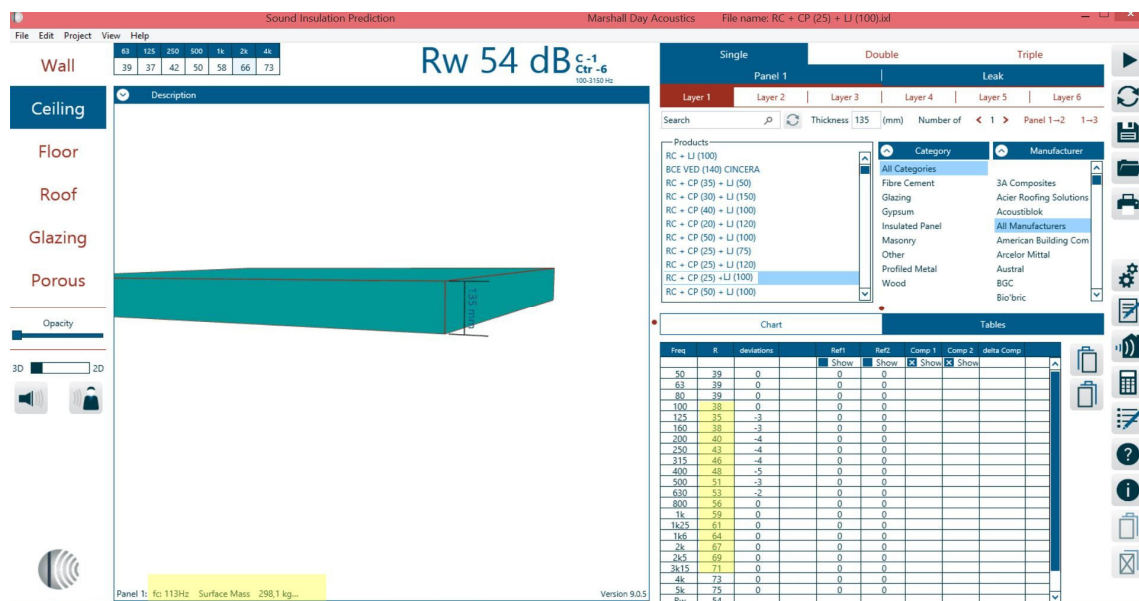 Sound Insulation Prediction Marshall Day Acoustics File name: RC + CP (25) + LJ (100).ixl
File Edit Project View Help
Wall
Ceiling
Floor
Roof
Glazing
Porous
Opacity
3D 2D
63 125 250 500 1k 2k 4k
39 37 42 50 58 66 73
Rw 54 dB C -1
Ctr -6
100-3150 Hz
Description
135 mm
Panel 1: fc: 113Hz Surface Mass 298,1 kg...
Version 9.0.5
Single Double Triple
Panel 1 Leak
Layer 1 Layer 2 Layer 3 Layer 4 Layer 5 Layer 6
Search Thickness 135 (mm) Number of < 1 > Panel 1→2 1→3
Products
RC + LJ (100)
BCE VED (140) CINCERA
RC + CP (35) + LJ (50)
RC + CP (30) + LJ (150)
RC + CP (40) + LJ (100)
RC + CP (20) + LJ (120)
RC + CP (50) + LJ (100)
RC + CP (25) + LJ (75)
RC + CP (25) + LJ (120)
RC + CP (25) +LJ (100)
RC + CP (50) + LJ (100)
Category
All Categories
Fibre Cement
Glazing
Gypsum
Insulated Panel
Masonry
Other
Profiled Metal
Wood
Manufacturer
3A Composites
Acier Roofing Solutions
Acoustiblok
All Manufacturers
American Building Com
Arcelor Mittal
Austral
BGC
Bio'bric
Chart Tables
Freq R deviations Ref1 Ref2 Comp 1 Comp 2 delta Comp
Show Show Show Show
50 39 0 0 0
63 39 0 0 0
80 39 0 0 0
100 38 0 0 0
125 35 -3 0 0
160 38 -3 0 0
200 40 -4 0 0
250 43 -4 0 0
315 46 -4 0 0
400 48 -5 0 0
500 51 -3 0 0
630 53 -2 0 0
800 56 0 0 0
1k 59 0 0 0
1k25 61 0 0 0
1k6 64 0 0 0
2k 67 0 0 0
2k5 69 0 0 0
3k15 71 0 0 0
4k 73 0 0 0
5k 75 0 0 0
Rw 54